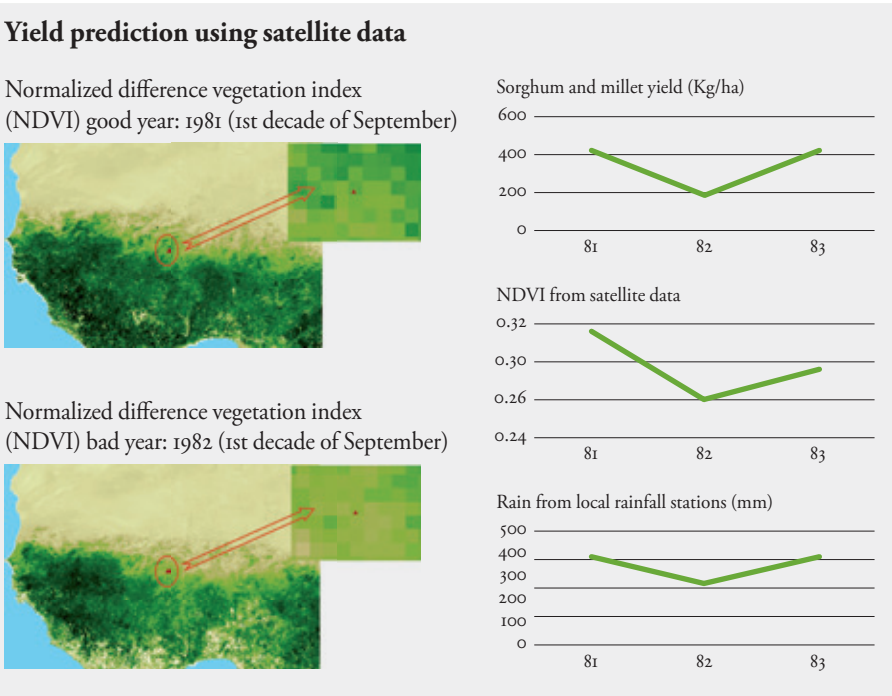 Yield prediction using satellite data
Normalized difference vegetation index
(NDVI) good year: 1981 (1st decade of September)
Normalized difference vegetation index
(NDVI) bad year: 1982 (1st decade of September)
Sorghum and millet yield (Kg/ha)
600
400
200
0
81 82 83
NDVI from satellite data
0.32
0.30
0.26
0.24
81 82 83
Rain from local rainfall stations (mm)
500
400
300
200
100
0
81 82 83